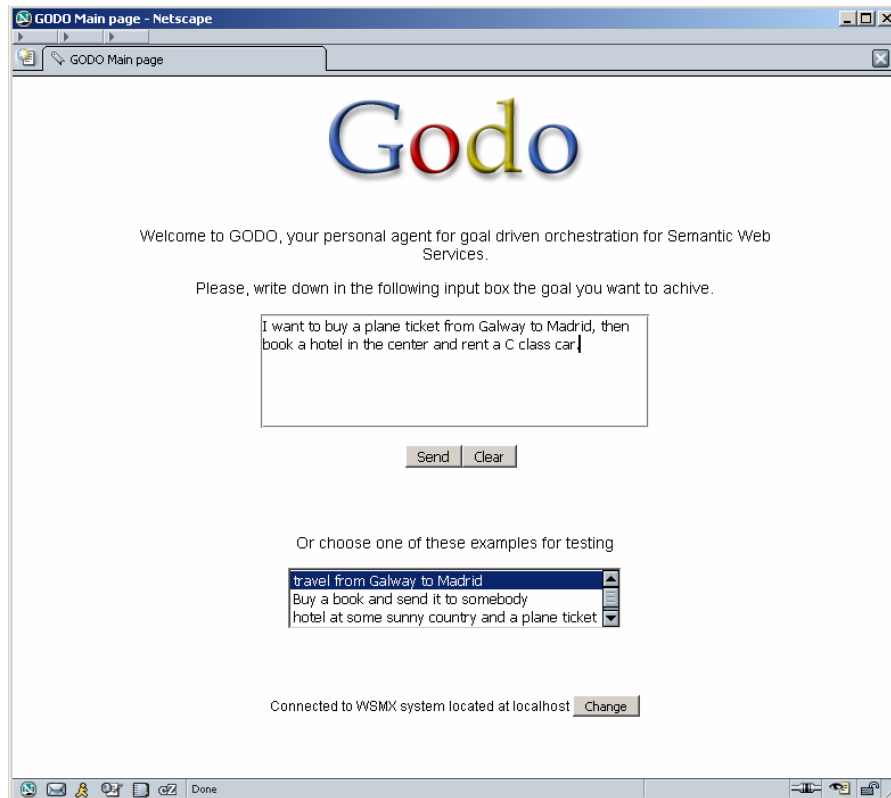 GODO Main page - Netscape
GODO Main page
Godo
Welcome to GODO, your personal agent for goal driven orchestration for Semantic Web
Services.
Please, write down in the following input box the goal you want to achive.
I want to buy a plane ticket from Galway to Madrid, then
book a hotel in the center and rent a C class car.
Send Clear
Or choose one of these examples for testing
travel from Galway to Madrid
Buy a book and send it to somebody
hotel at some sunny country and a plane ticket
Connected to WSMX system located at localhost Change
Done